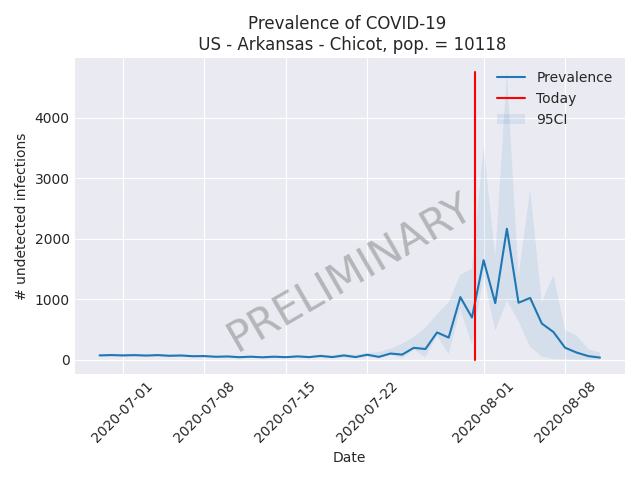 Prevalence of COVID-19
US - Arkansas - Chicot, pop. = 10118
Prevalence
Today
95CI
PRELIMINARY
# undetected infections
4000
3000
2000
1000
0
2020-07-01
2020-07-08
2020-07-15
2020-07-22
2020-08-01
2020-08-08
Date